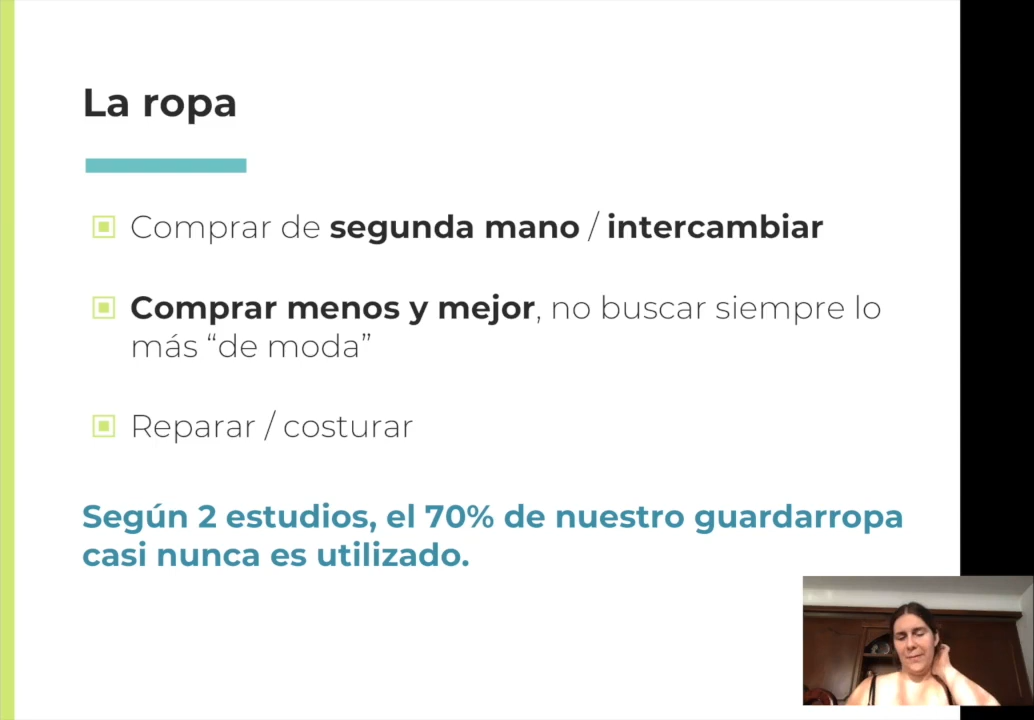 La ropa
Comprar de segunda mano / intercambiar
Comprar menos y mejor, no buscar siempre lo
más “de moda”
Reparar / costurar
Según 2 estudios, el 70% de nuestro guardarropa
casi nunca es utilizado.